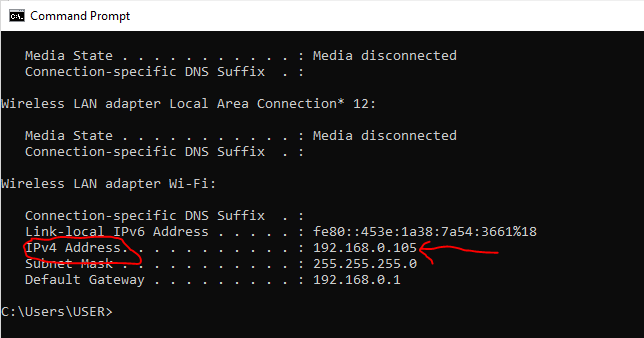 Command Prompt
Media State . . . . . . . . . . . : Media disconnected
Connection-specific DNS Suffix  . :
Wireless LAN adapter Local Area Connection* 12:
Media State . . . . . . . . . . . : Media disconnected
Connection-specific DNS Suffix  . :
Wireless LAN adapter Wi-Fi:
Connection-specific DNS Suffix  . :
Link-local IPv6 Address . . . . . : fe80::453e:1a38:7a54:3661%18
IPv4 Address. . . . . . . . . . . : 192.168.0.105
Subnet Mask . . . . . . . . . . . : 255.255.255.0
Default Gateway . . . . . . . . . : 192.168.0.1
C:\Users\USER>